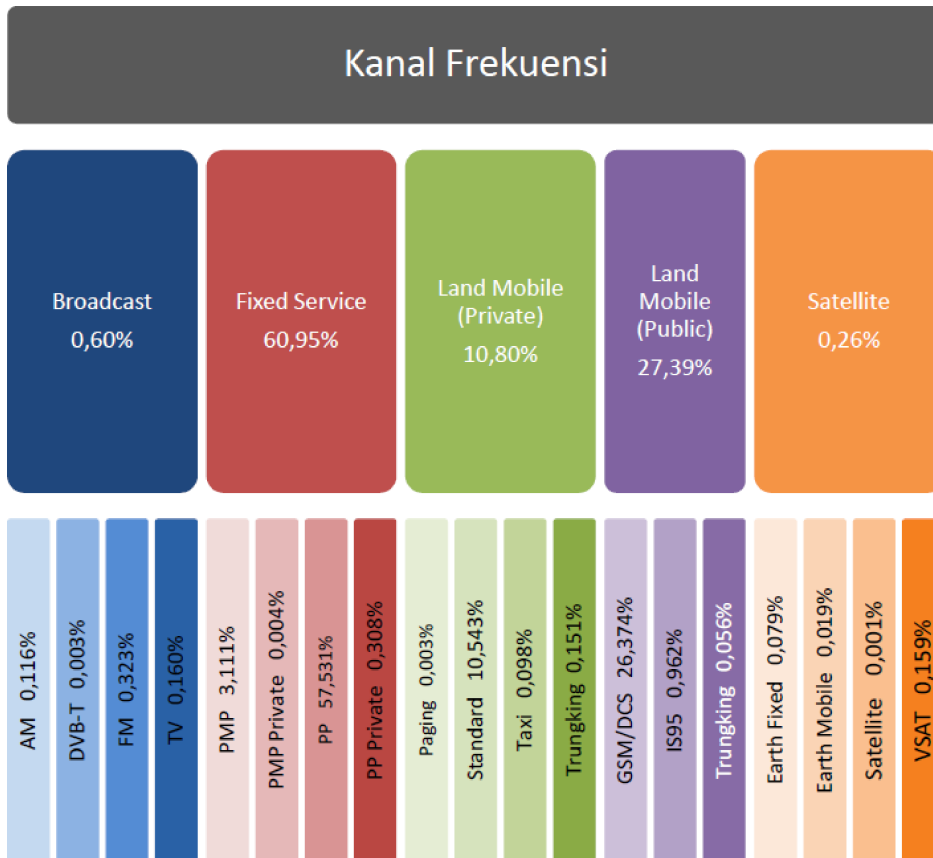 Kanal Frekuensi
Broadcast
0,60%
Fixed Service
60,95%
Land Mobile
(Private)
10,80%
Land
Mobile
(Public)
27,39%
Satellite
0,26%
AM 0,116%
DVB-T 0,003%
FM 0,323%
TV 0,160%
PMP 3,111%
PMP Private 0,004%
PP 57,531%
PP Private 0,308%
Paging 0,003%
Standard 10,543%
Taxi 0,098%
Trungking 0,151%
GSM/DCS 26,374%
IS95 0,962%
Trungking 0,056%
Earth Fixed 0,079%
Earth Mobile 0,019%
Satellite 0,001%
VSAT 0,159%